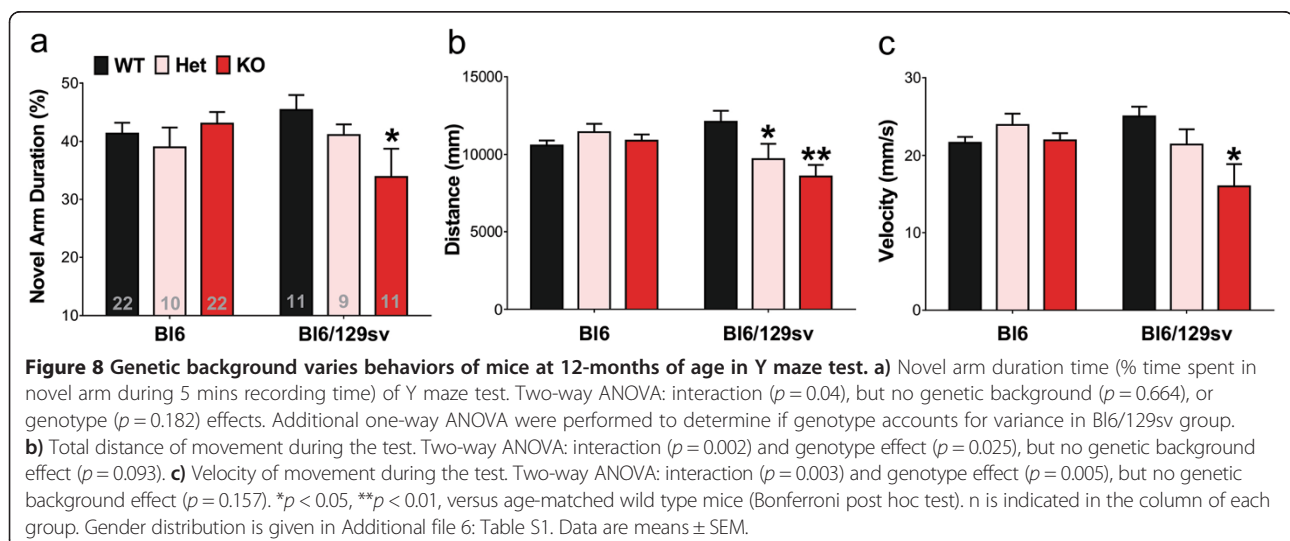 a
b
c
WT Het KO
Novel Arm Duration (%)
50
40
30
20
10
22 10 22 11 9 11
*
Bl6 Bl6/129sv
Distance (mm)
15000
10000
5000
0
* **
Bl6 Bl6/129sv
Velocity (mm/s)
30
20
10
0
*
Bl6 Bl6/129sv
Figure 8 Genetic background varies behaviors of mice at 12-months of age in Y maze test. a) Novel arm duration time (% time spent in
novel arm during 5 mins recording time) of Y maze test. Two-way ANOVA: interaction (p = 0.04), but no genetic background (p = 0.664), or
genotype (p = 0.182) effects. Additional one-way ANOVA were performed to determine if genotype accounts for variance in Bl6/129sv group.
b) Total distance of movement during the test. Two-way ANOVA: interaction (p = 0.002) and genotype effect (p = 0.025), but no genetic background
effect (p = 0.093). c) Velocity of movement during the test. Two-way ANOVA: interaction (p = 0.003) and genotype effect (p = 0.005), but no genetic
background effect (p = 0.157). *p < 0.05, **p < 0.01, versus age-matched wild type mice (Bonferroni post hoc test). n is indicated in the column of each
group. Gender distribution is given in Additional file 6: Table S1. Data are means ± SEM.